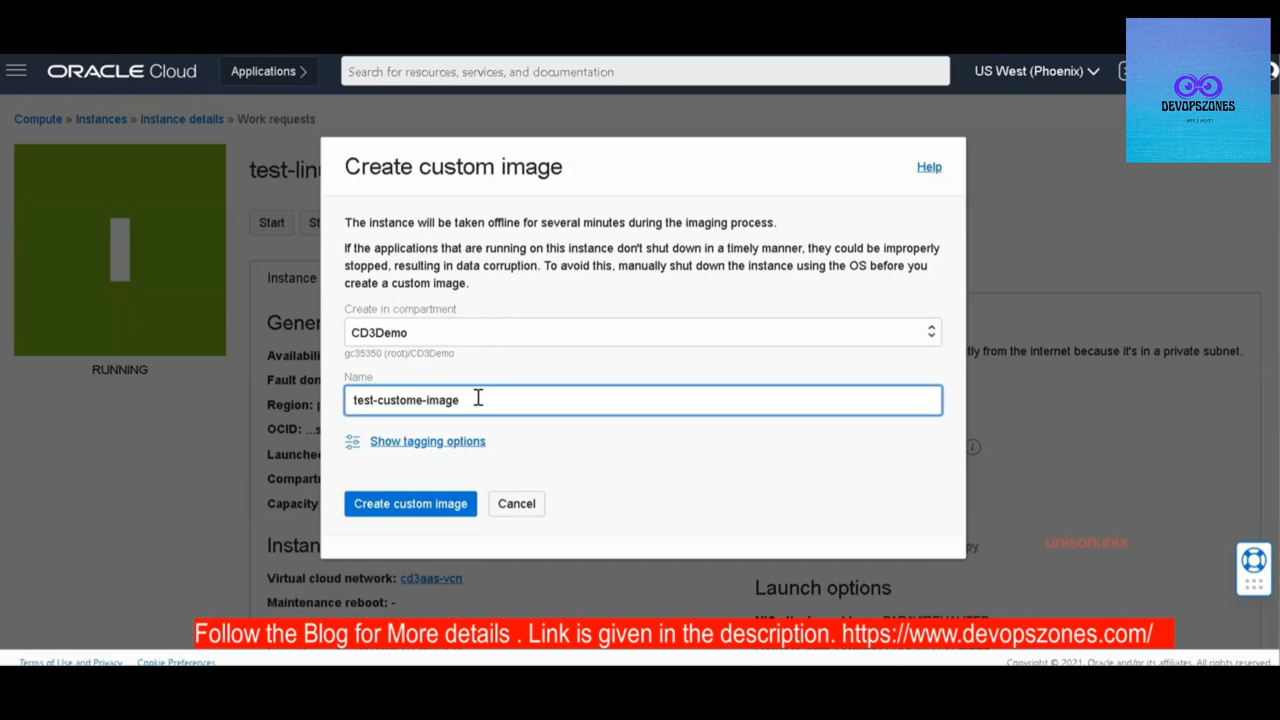 ORACLE Cloud
Applications
Search for resources, services, and documentation
US West (Phoenix)
DEVOPSZONES
Compute » Instances » Instance details » Work requests
Create custom image
Help
test-lin
Start
St
The instance will be taken offline for several minutes during the imaging process.
If the applications that are running on this instance don't shut down in a timely manner, they could be improperly
stopped, resulting in data corruption. To avoid this, manually shut down the instance using the OS before you
create a custom image.
Instance
Create in compartment
CD3Demo
gc35350 (root)/CD3Demo
Gener
Availabili
tly from the internet because it's in a private subnet.
RUNNING
Name
test-custome-image
Fault don
Region:
OCID: ...s
Show tagging options
Launche
Compart
Capacity
Create custom image
Cancel
Instan
py
unisonunix
Virtual cloud network: cd3aas-vcn
Launch options
Maintenance reboot: -
Follow the Blog for More details . Link is given in the description. https://www.devopszones.com/
Terms of Use and Privacy
Cookie Preferences
Copyright © 2021, Oracle and/or its affiliates. All rights reserved.